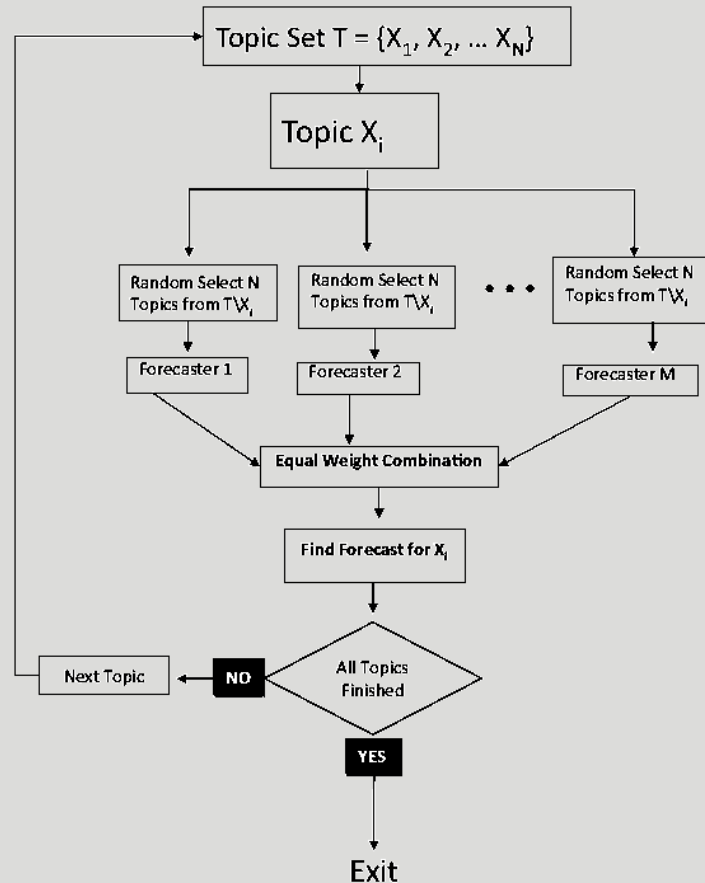 Topic Set T = {X₁, X₂, ... X_N}
Topic Xᵢ
Random Select N
Topics from T\Xᵢ
Random Select N
Topics from T\Xᵢ
• • •
Random Select N
Topics from T\Xᵢ
Forecaster 1
Forecaster 2
Forecaster M
Equal Weight Combination
Find Forecast for Xᵢ
All Topics
Finished
NO
Next Topic
YES
Exit